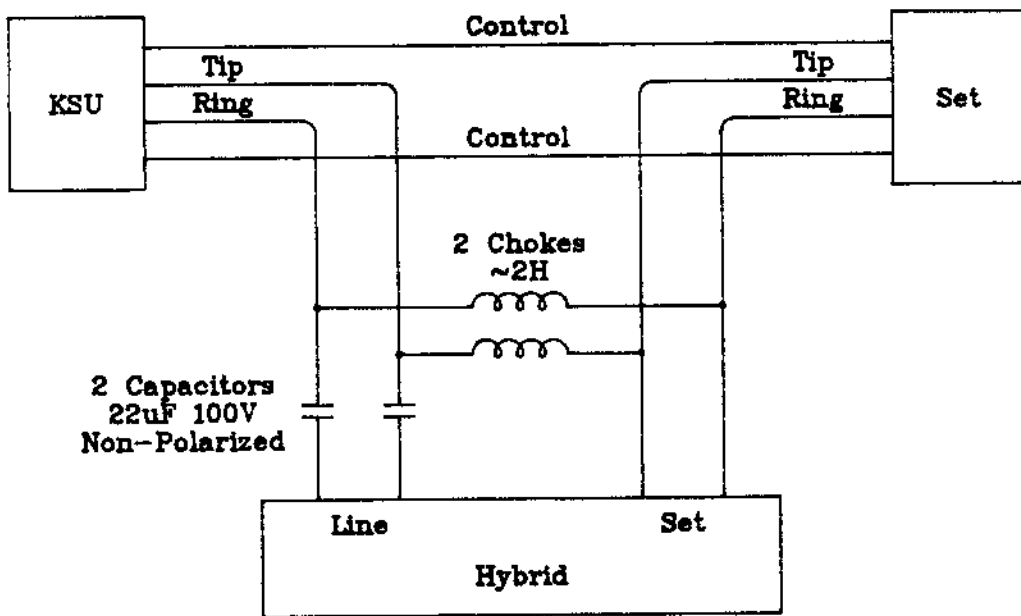 Control
Tip
Tip
KSU
Ring
Ring
Set
Control
2 Chokes
~2H
2 Capacitors
22uF 100V
Non-Polarized
Line
Set
Hybrid